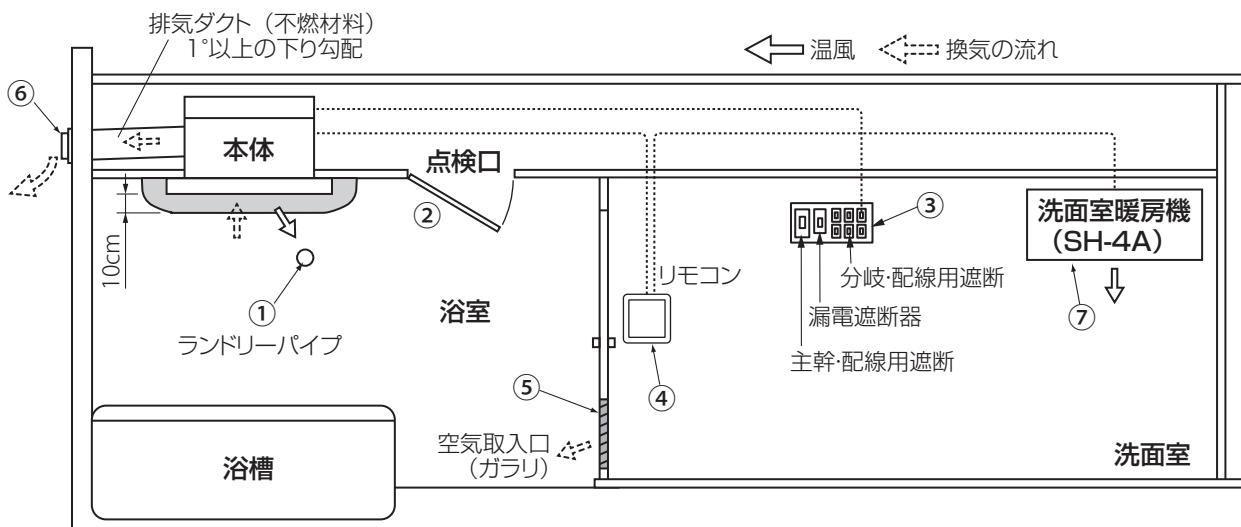 排気ダクト（不燃材料）
1°以上の下り勾配
温風
換気の流れ
⑥
本体
点検口
②
③
洗面室暖房機
（SH-4A）
10cm
①
ランドリーパイプ
浴室
リモコン
分岐・配線用遮断
漏電遮断器
主幹・配線用遮断
⑦
④
⑤
空気取入口
（ガラリ）
浴槽
洗面室